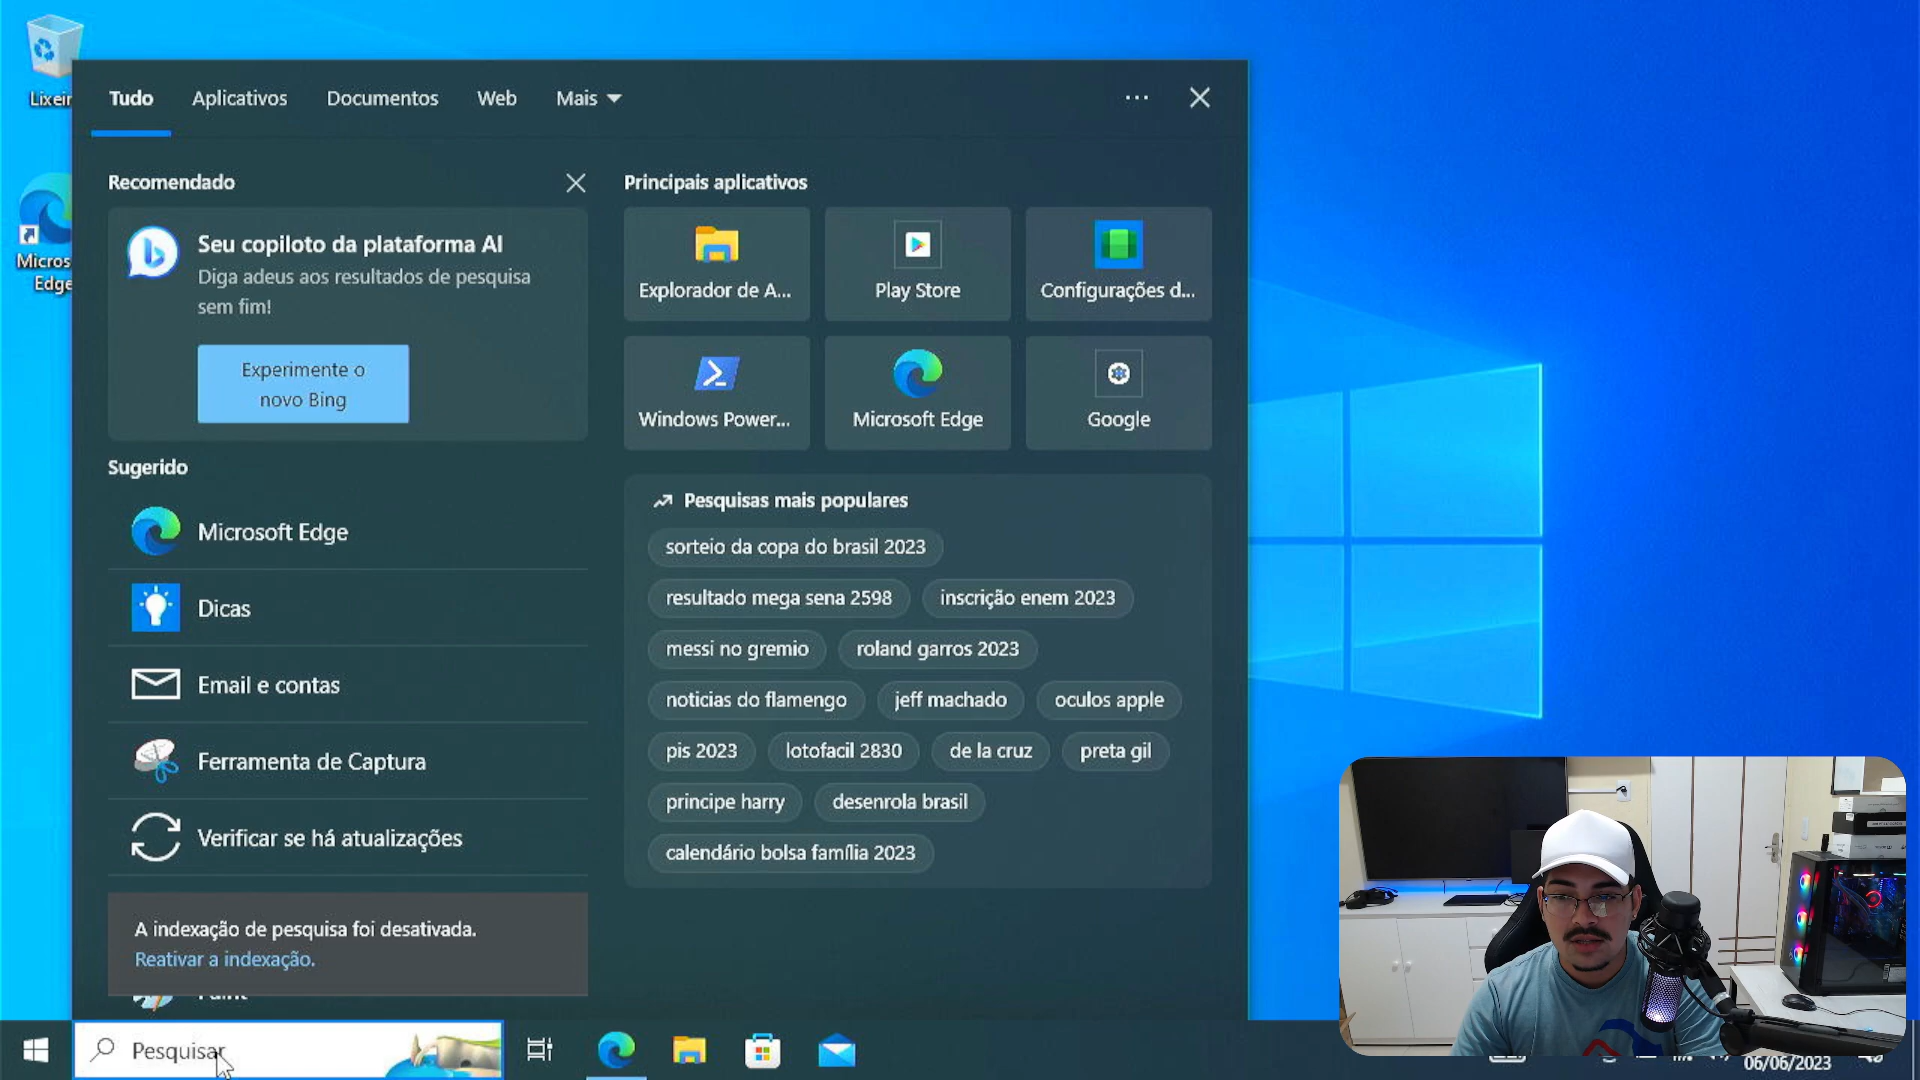 Lixeir
Micros
Edge
Tudo
Aplicativos
Documentos
Web
Mais
Recomendado
Seu copiloto da plataforma AI
Diga adeus aos resultados de pesquisa
sem fim!
Experimente o
novo Bing
Sugerido
Microsoft Edge
Dicas
Email e contas
Ferramenta de Captura
Verificar se há atualizações
A indexação de pesquisa foi desativada.
Reativar a indexação.
Principais aplicativos
Explorador de A...
Play Store
Configurações d...
Windows Power...
Microsoft Edge
Google
Pesquisas mais populares
sorteio da copa do brasil 2023
resultado mega sena 2598
inscrição enem 2023
messi no gremio
roland garros 2023
noticias do flamengo
jeff machado
oculos apple
pis 2023
lotofacil 2830
de la cruz
preta gil
principe harry
desenrola brasil
calendário bolsa família 2023
Pesquisar
06/06/2023